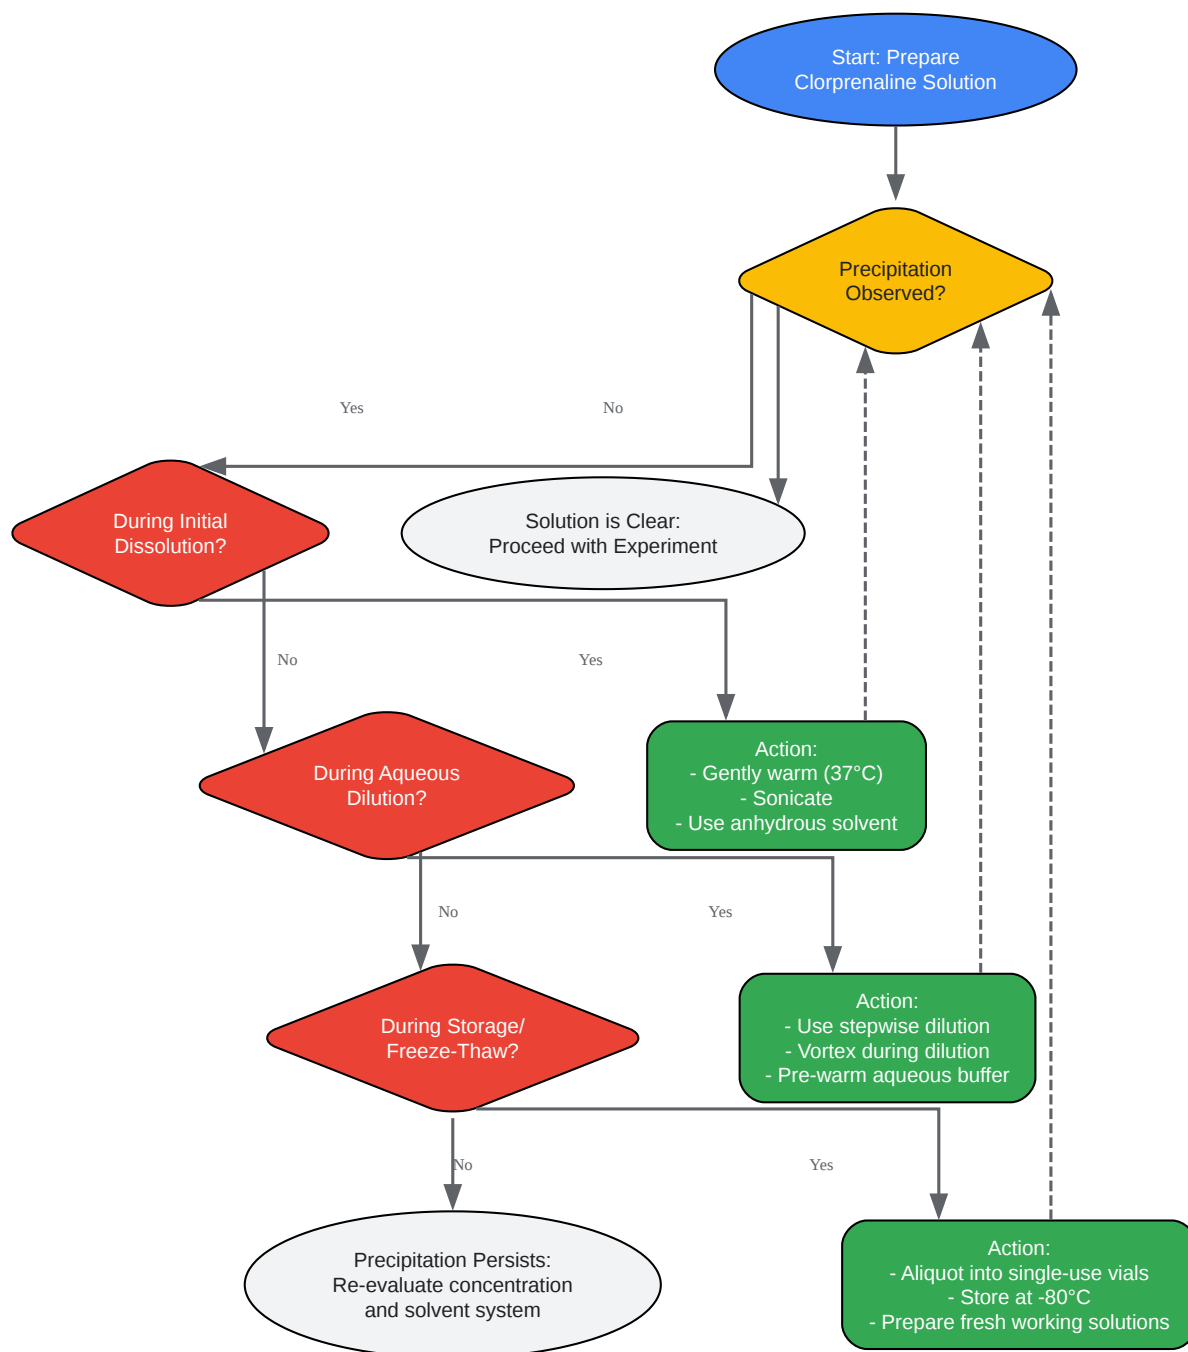 Start: Prepare
Clorprenaline Solution
Precipitation
Observed?
Yes
No
During Initial
Dissolution?
Solution is Clear:
Proceed with Experiment
No
Yes
During Aqueous
Dilution?
Action:
- Gently warm (37°C)
- Sonicate
- Use anhydrous solvent
No
Yes
During Storage/
Freeze-Thaw?
Action:
- Use stepwise dilution
- Vortex during dilution
- Pre-warm aqueous buffer
No
Yes
Precipitation Persists:
Re-evaluate concentration
and solvent system
Action:
- Aliquot into single-use vials
- Store at -80°C
- Prepare fresh working solutions